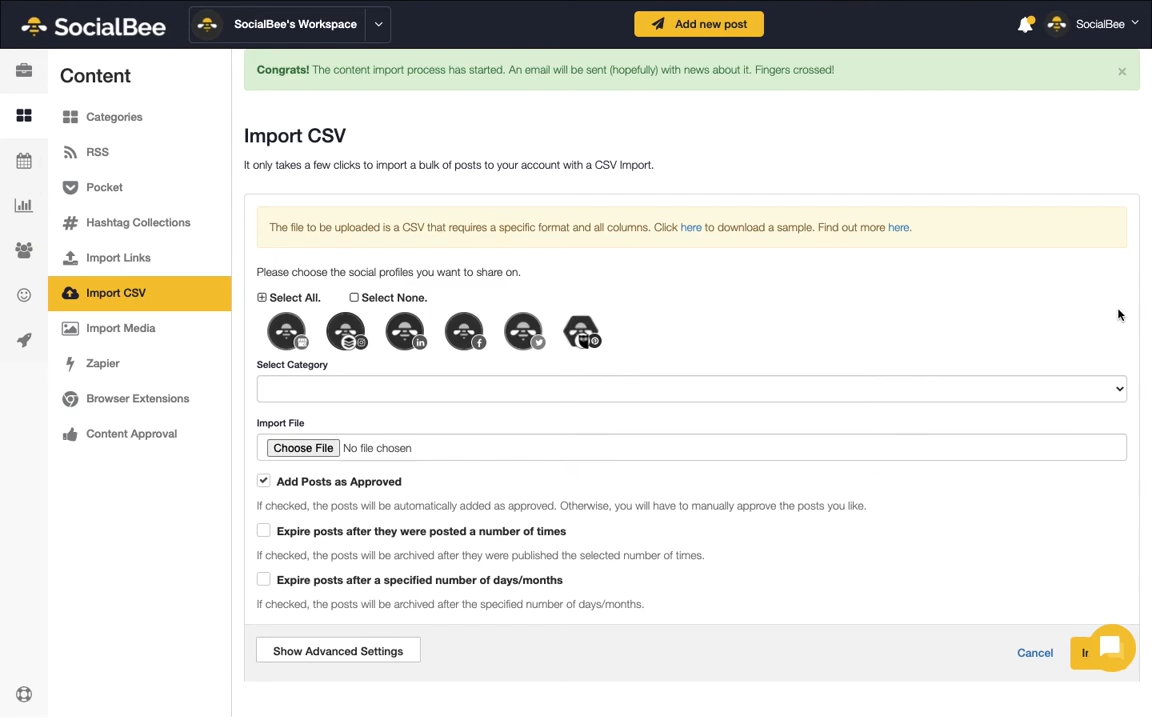 SocialBee
SocialBee's Workspace
Add new post
SocialBee
Content
Categories
RSS
Pocket
Hashtag Collections
Import Links
Import CSV
Import Media
Zapier
Browser Extensions
Content Approval
Congrats! The content import process has started. An email will be sent (hopefully) with news about it. Fingers crossed!
×
Import CSV
It only takes a few clicks to import a bulk of posts to your account with a CSV Import.
The file to be uploaded is a CSV that requires a specific format and all columns. Click here to download a sample. Find out more here.
Please choose the social profiles you want to share on.
Select All. Select None.
Select Category
Import File
Choose File No file chosen
Add Posts as Approved
If checked, the posts will be automatically added as approved. Otherwise, you will have to manually approve the posts you like.
Expire posts after they were posted a number of times
If checked, the posts will be archived after they were published the selected number of times.
Expire posts after a specified number of days/months
If checked, the posts will be archived after the specified number of days/months.
Show Advanced Settings
Cancel